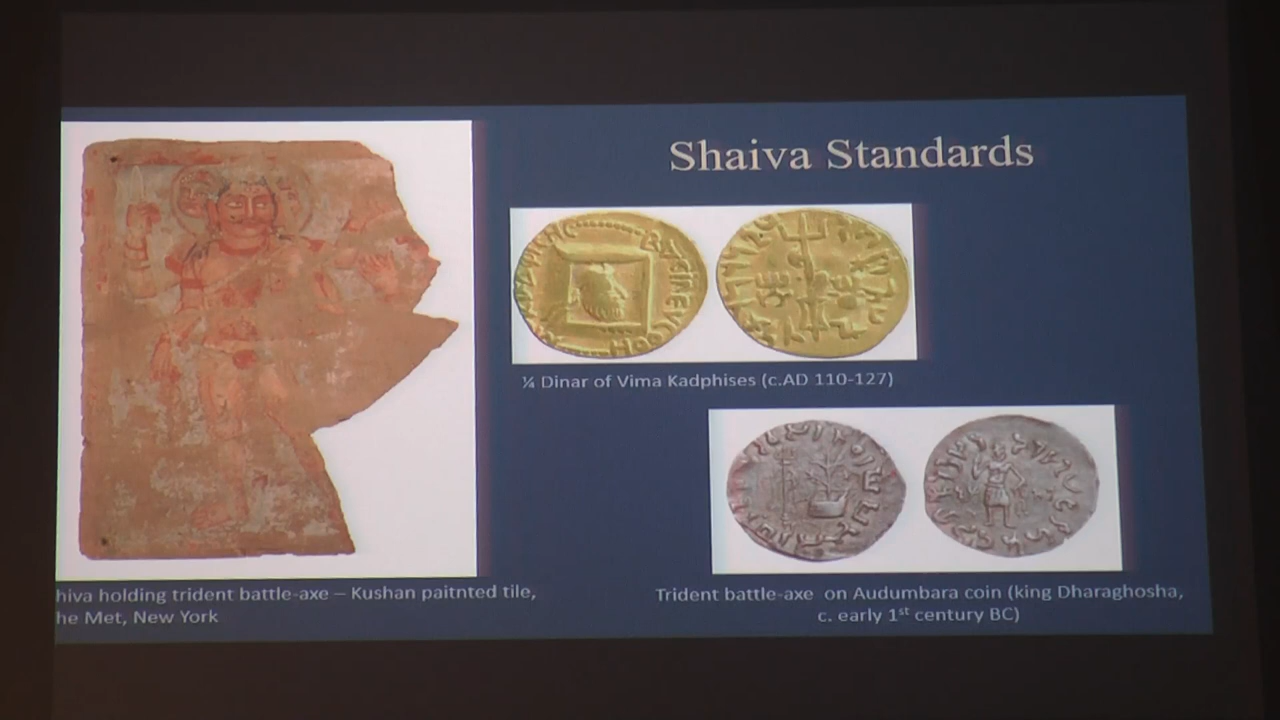 Shaiva Standards
¼ Dinar of Vima Kadphises (c.AD 110-127)
hiva holding trident battle-axe – Kushan paitnted tile,
he Met, New York
Trident battle-axe on Audumbara coin (king Dharaghosha,
c. early 1st century BC)